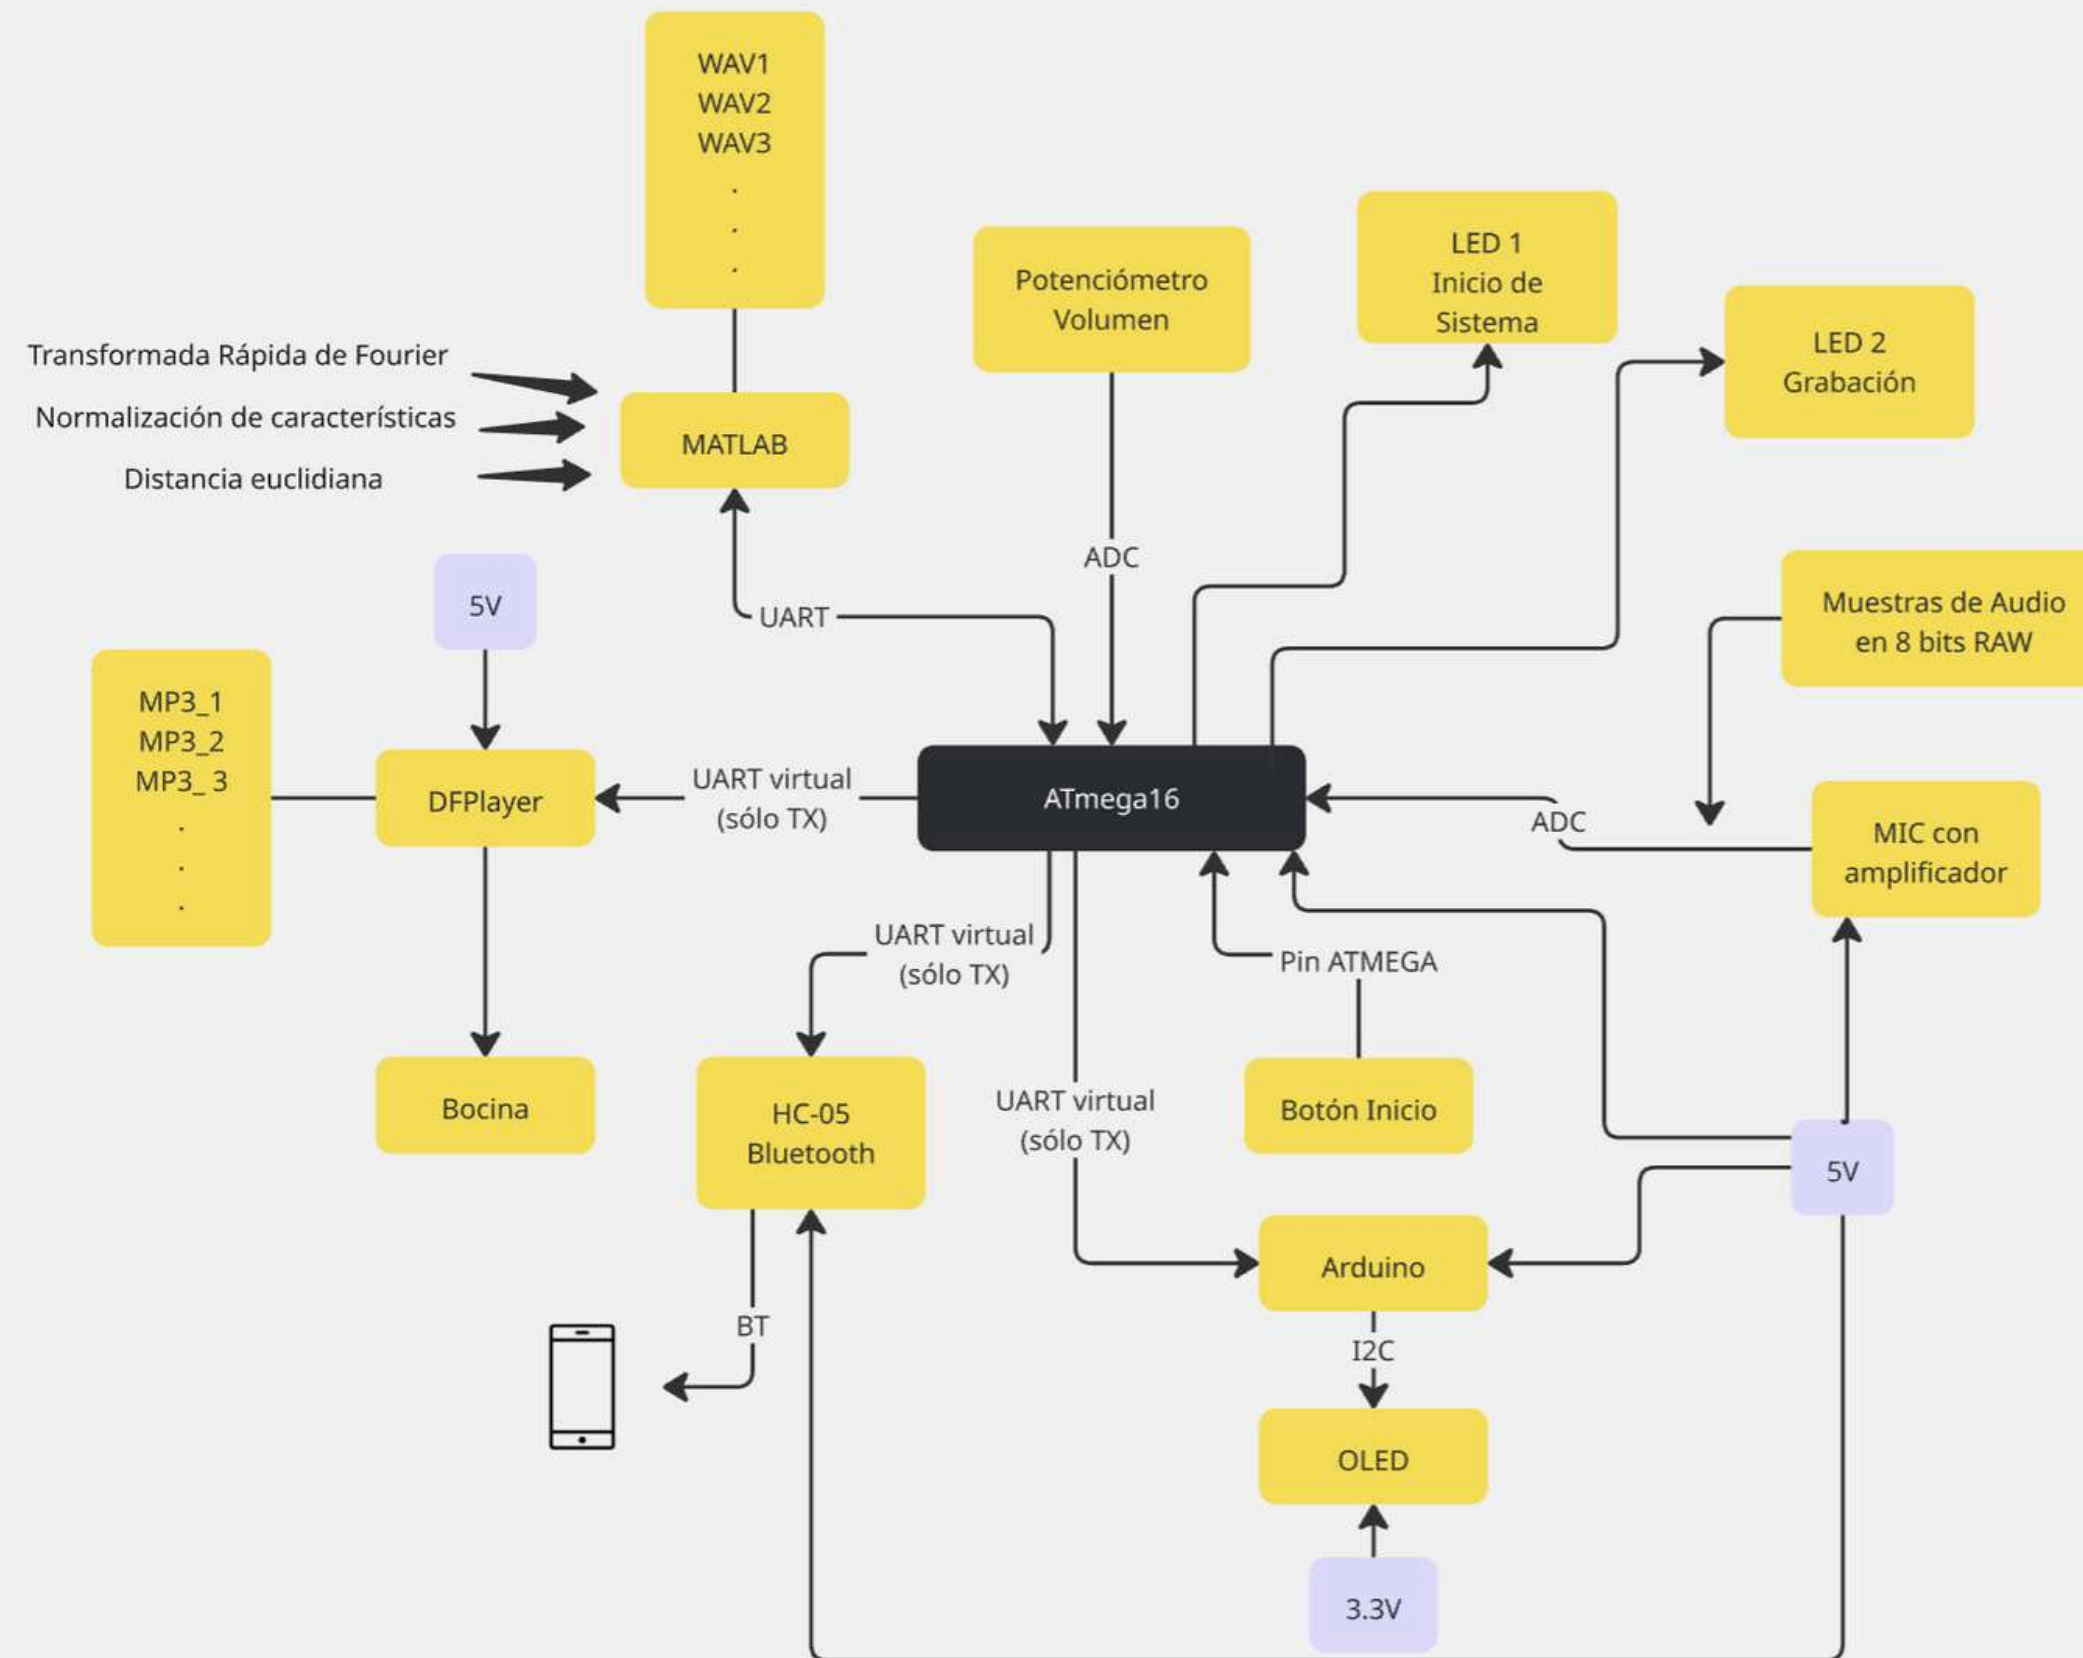 WAV1
WAV2
WAV3
.
.
.
Potenciómetro
Volumen
LED 1
Inicio de
Sistema
LED 2
Grabación
Transformada Rápida de Fourier
Normalización de características
Distancia euclidiana
MATLAB
ADC
5V
UART
Muestras de Audio
en 8 bits RAW
MP3_1
MP3_2
MP3_ 3
.
.
.
DFPlayer
UART virtual
(sólo TX)
ATmega16
ADC
MIC con
amplificador
UART virtual
(sólo TX)
Pin ATMEGA
Bocina
HC-05
Bluetooth
UART virtual
(sólo TX)
Botón Inicio
5V
Arduino
BT
I2C
OLED
3.3V